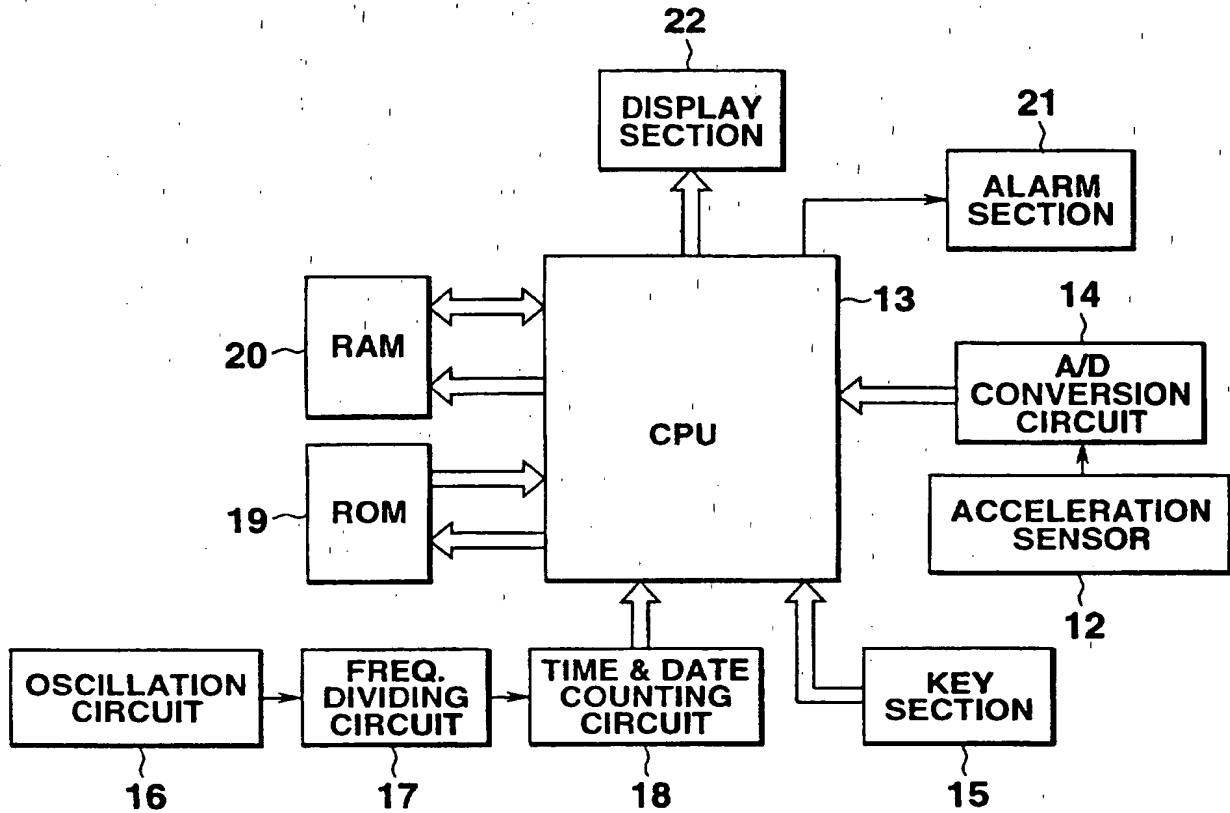 22
DISPLAY
SECTION
21
ALARM
SECTION
13
14
RAM
20
A/D
CONVERSION
CIRCUIT
CPU
ROM
19
ACCELERATION
SENSOR
12
OSCILLATION
CIRCUIT
FREQ.
DIVIDING
CIRCUIT
TIME & DATE
COUNTING
CIRCUIT
KEY
SECTION
16
17
18
15